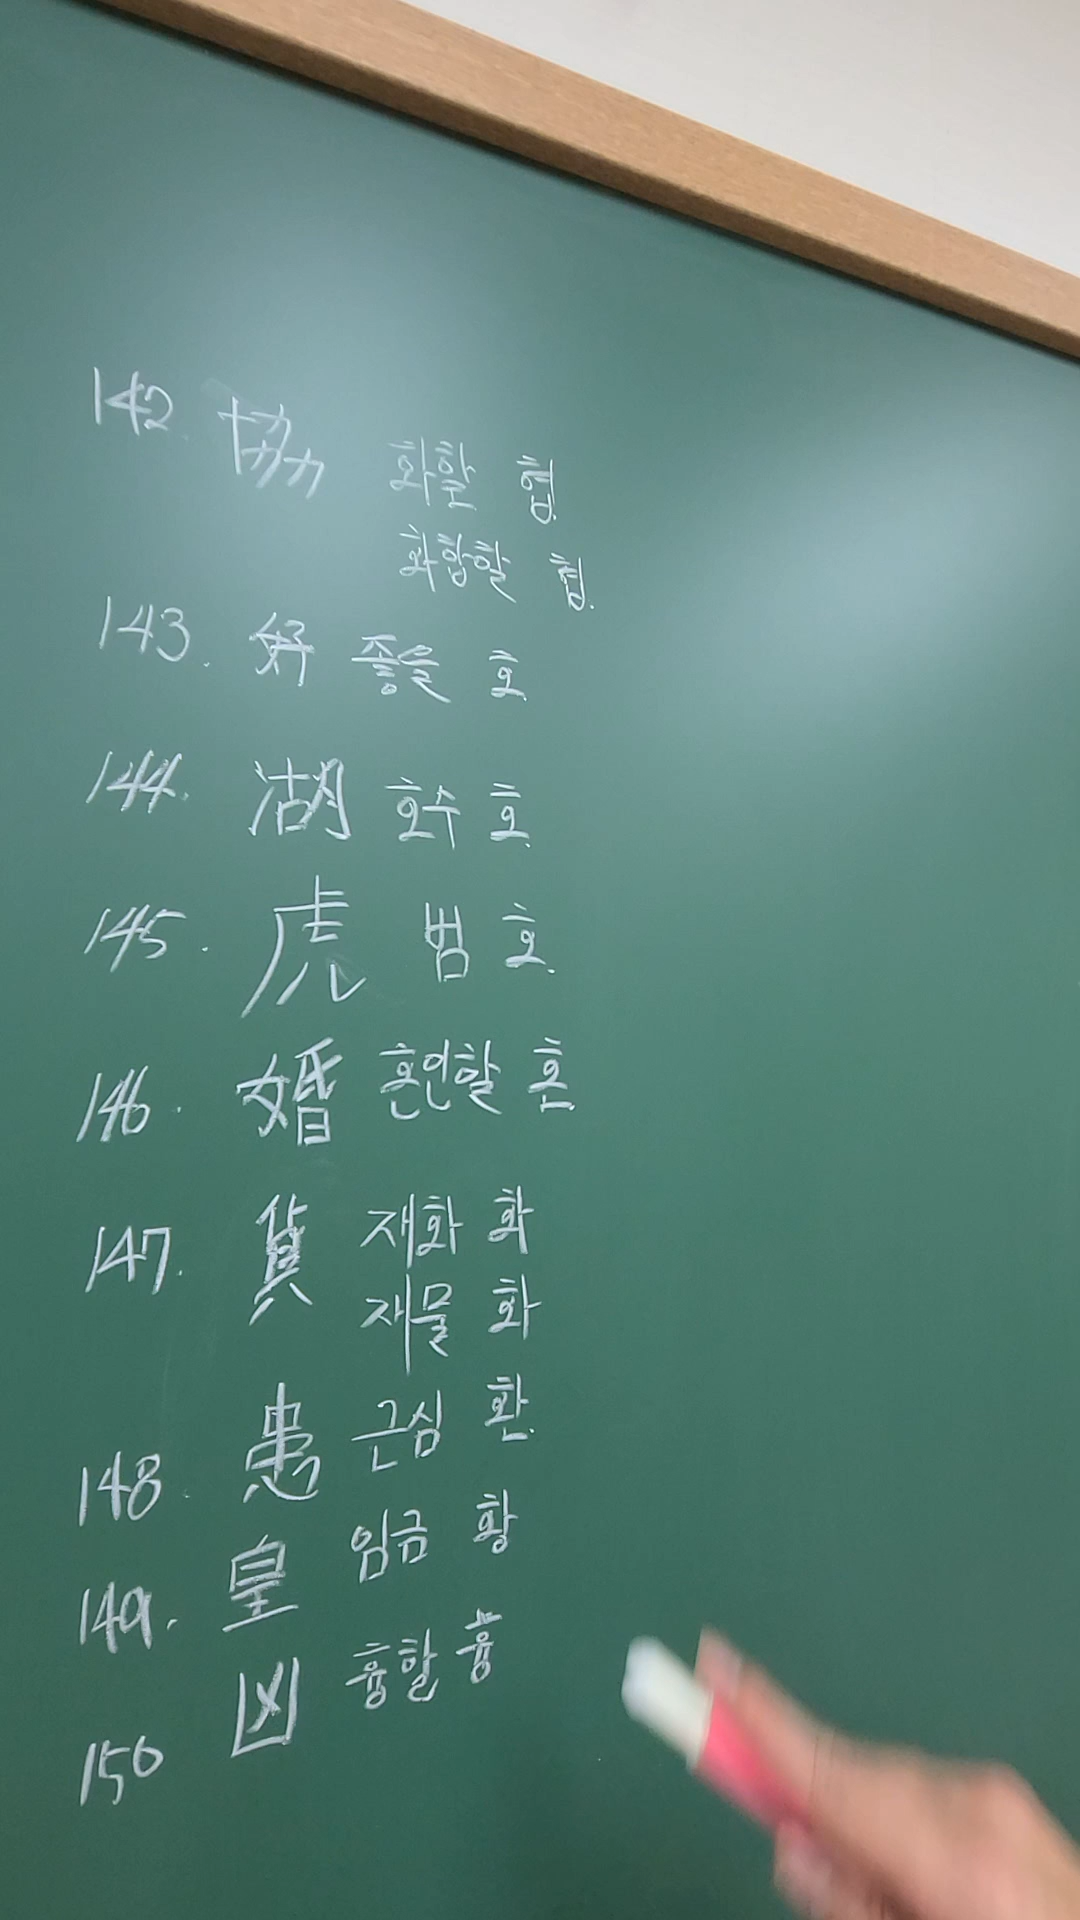 142. 協 화할 협
화합할 협.
143. 好 좋을 호
144. 湖 호수 호.
145. 虎 범 호.
146. 婚 혼인할 혼
147. 貨 재화 화
재물 화
148. 患 근심 환
149. 皇 임금 황
150 凶 흉할 흉